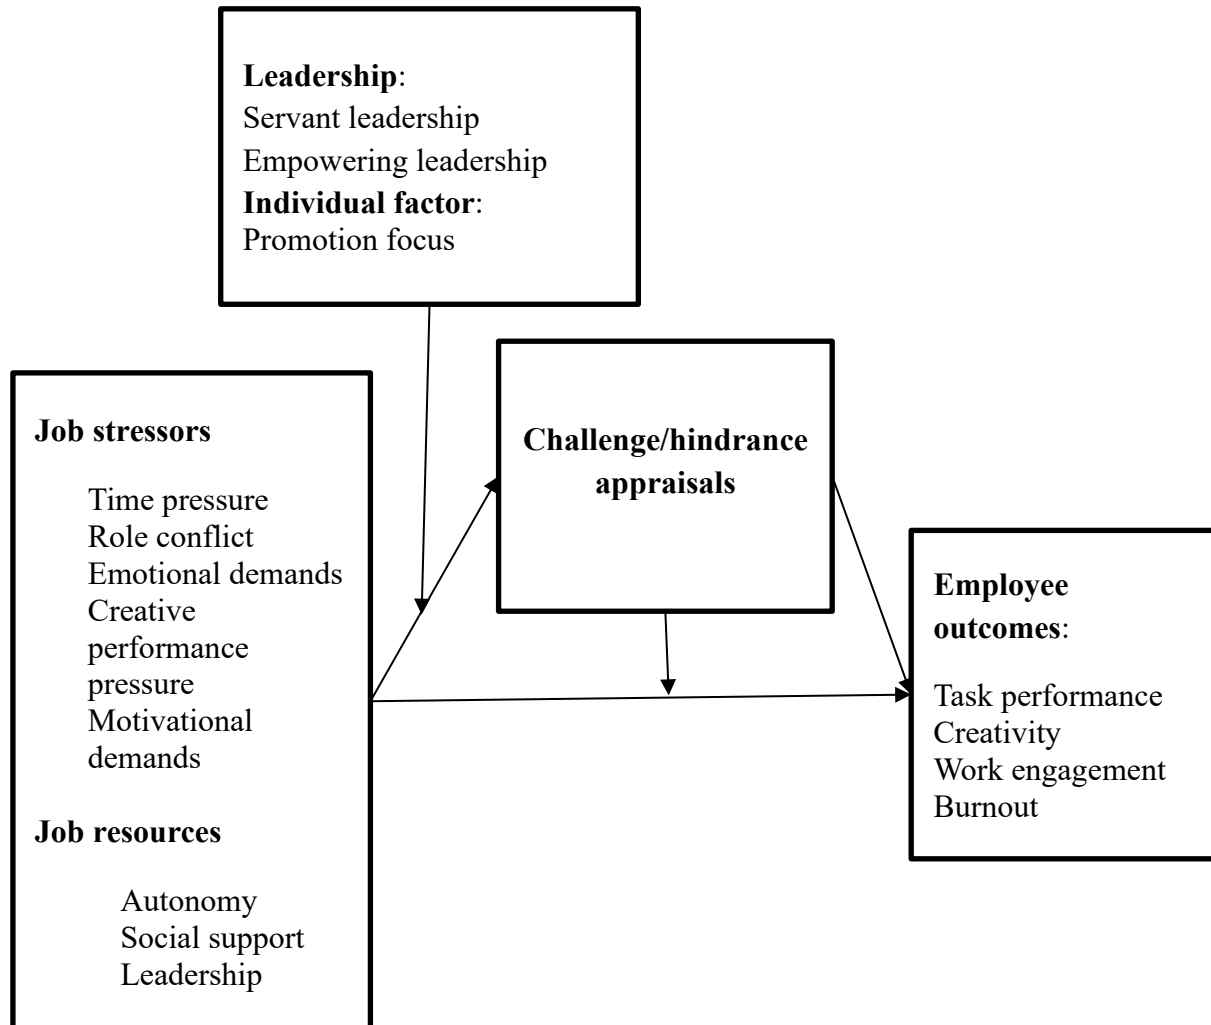 Leadership:
Servant leadership
Empowering leadership
Individual factor:
Promotion focus
Job stressors
Time pressure
Role conflict
Emotional demands
Creative
performance
pressure
Motivational
demands
Job resources
Autonomy
Social support
Leadership
Challenge/hindrance
appraisals
Employee
outcomes:
Task performance
Creativity
Work engagement
Burnout